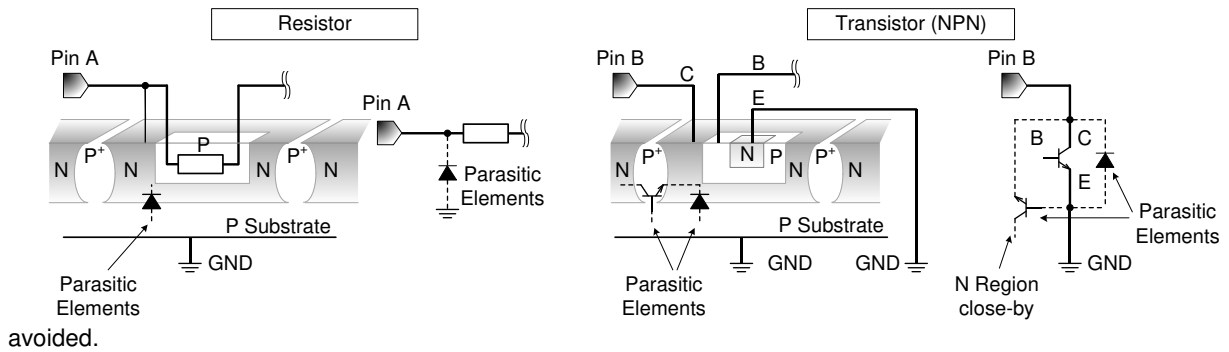 Resistor
Transistor (NPN)
Pin A
Pin B
C
B
E
Pin B
Pin A
N
P+
N
P
N
P+
N
N
P+
N
P
P+
N
N
B
C
E
Parasitic
Elements
P Substrate
GND
Parasitic
Elements
P Substrate
GND
GND
Parasitic
Elements
N Region
close-by
GND
Parasitic
Elements
avoided.